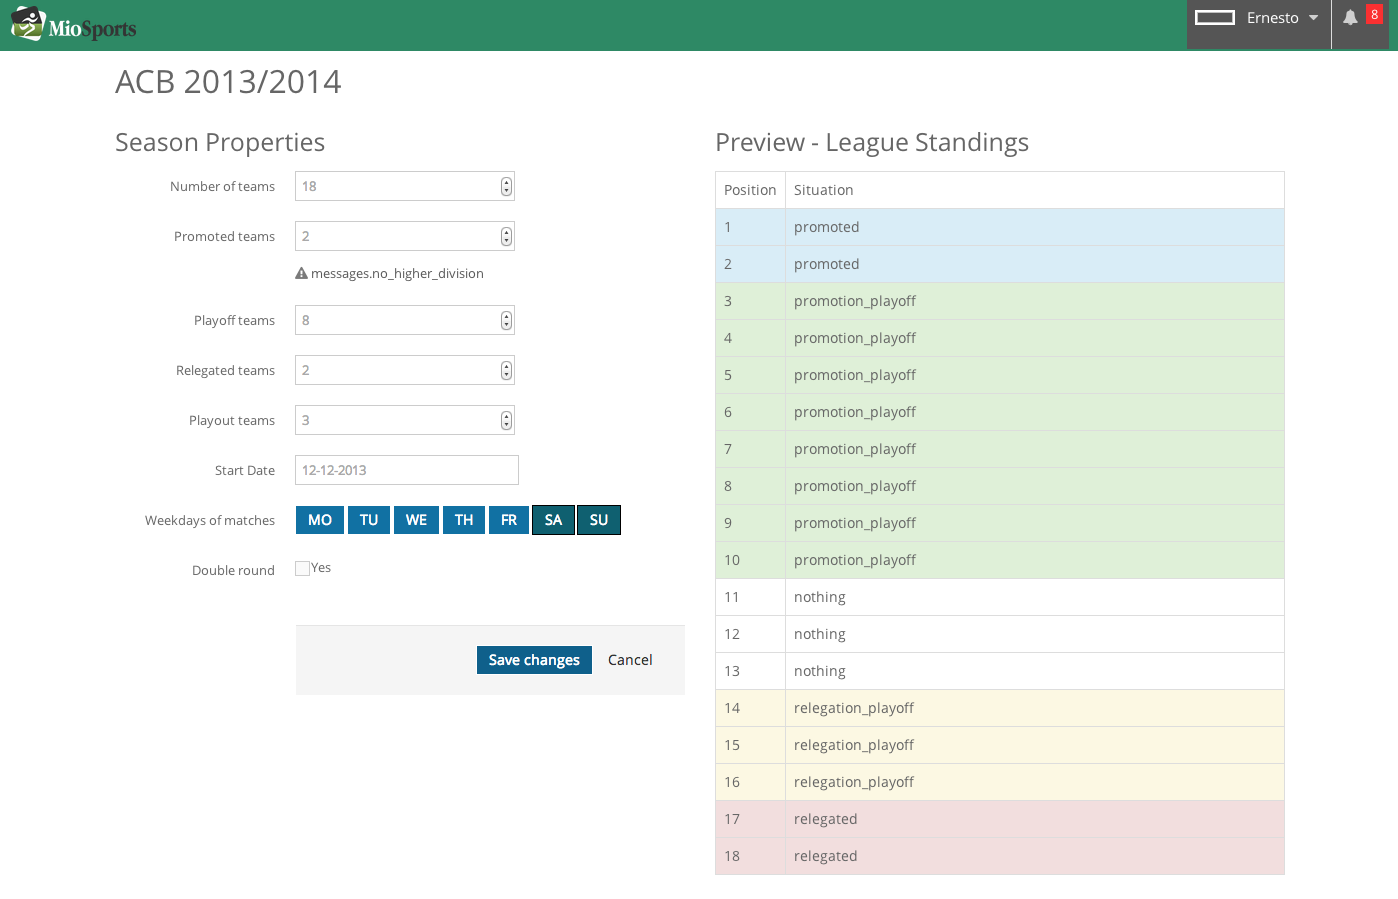 MioSports
Ernesto
8
ACB 2013/2014
Season Properties
Number of teams 18
Promoted teams 2
messages.no_higher_division
Playoff teams 8
Relegated teams 2
Playout teams 3
Start Date 12-12-2013
Weekdays of matches MO TU WE TH FR SA SU
Double round Yes
Save changes Cancel
Preview - League Standings
Position Situation
1 promoted
2 promoted
3 promotion_playoff
4 promotion_playoff
5 promotion_playoff
6 promotion_playoff
7 promotion_playoff
8 promotion_playoff
9 promotion_playoff
10 promotion_playoff
11 nothing
12 nothing
13 nothing
14 relegation_playoff
15 relegation_playoff
16 relegation_playoff
17 relegated
18 relegated